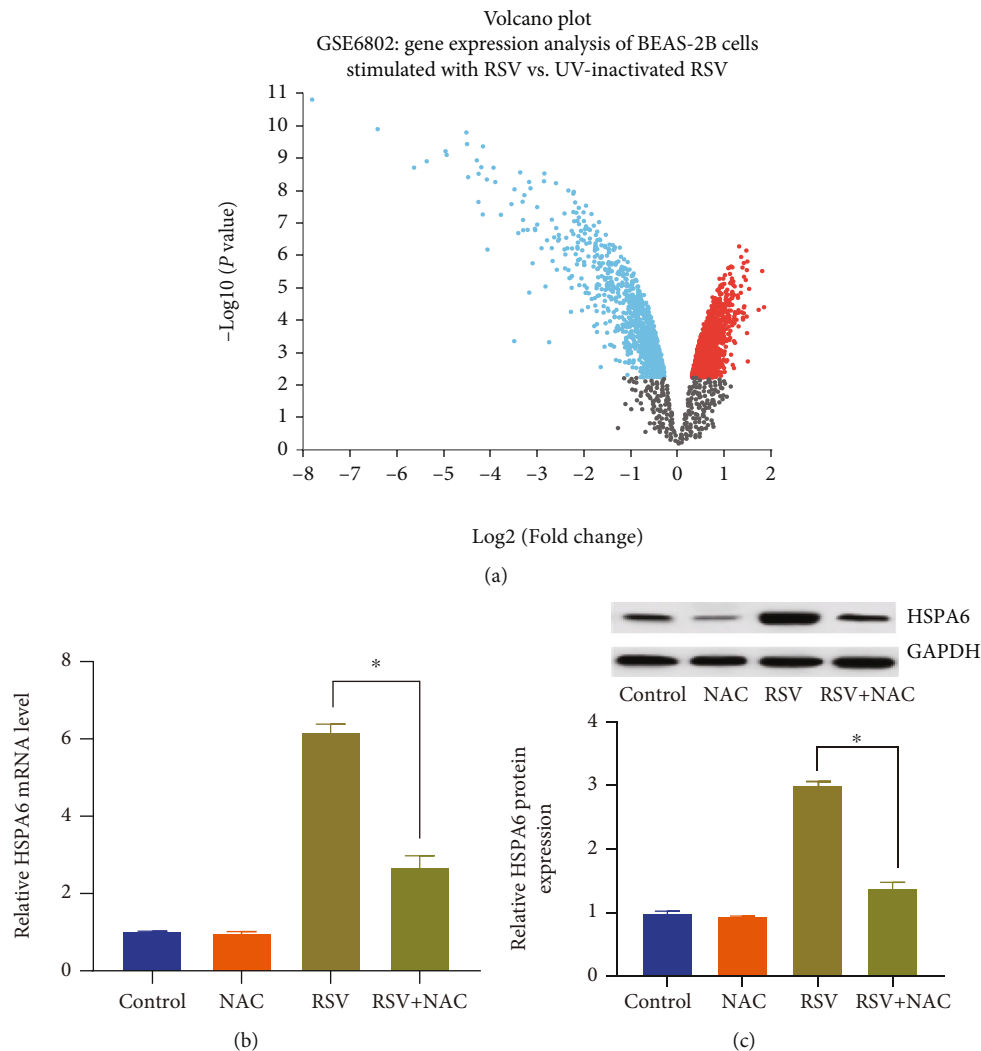 Volcano plot
GSE6802: gene expression analysis of BEAS-2B cells
stimulated with RSV vs. UV-inactivated RSV
11
10
9
8
7
6
5
4
3
2
1
0
−Log10 (P value)
−8 −7 −6 −5 −4 −3 −2 −1 0 1 2
Log2 (Fold change)
(a)
8
6
4
2
0
Relative HSPA6 mRNA level
*
Control NAC RSV RSV+NAC
(b)
HSPA6
GAPDH
Control NAC RSV RSV+NAC
4
3
2
1
0
Relative HSPA6 protein
expression
*
Control NAC RSV RSV+NAC
(c)